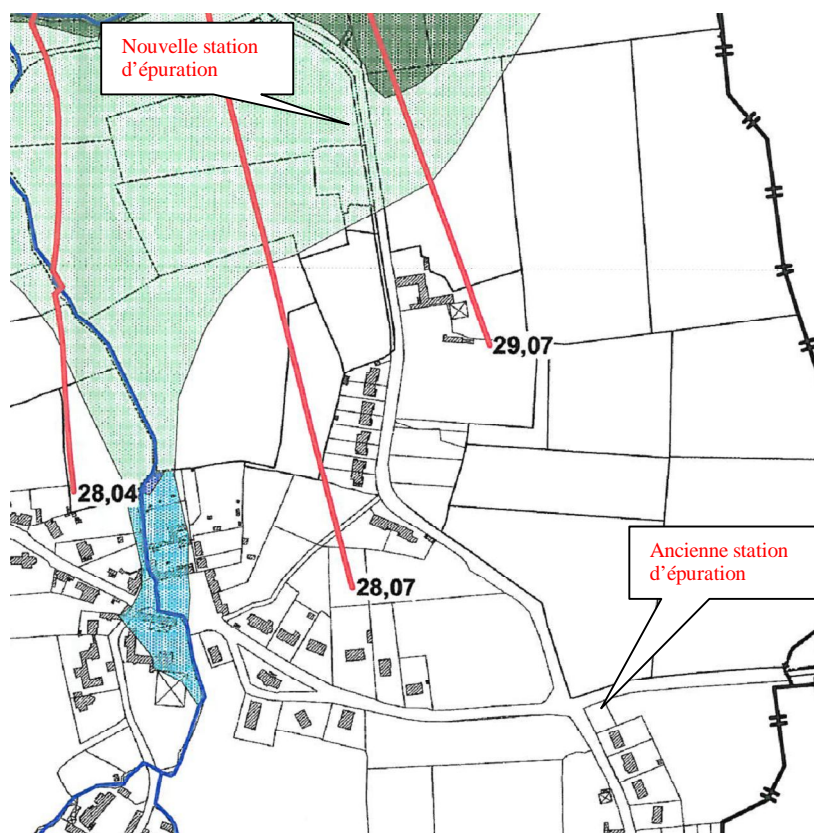 Nouvelle station
d'épuration
29,07
28,04
28,07
Ancienne station
d'épuration